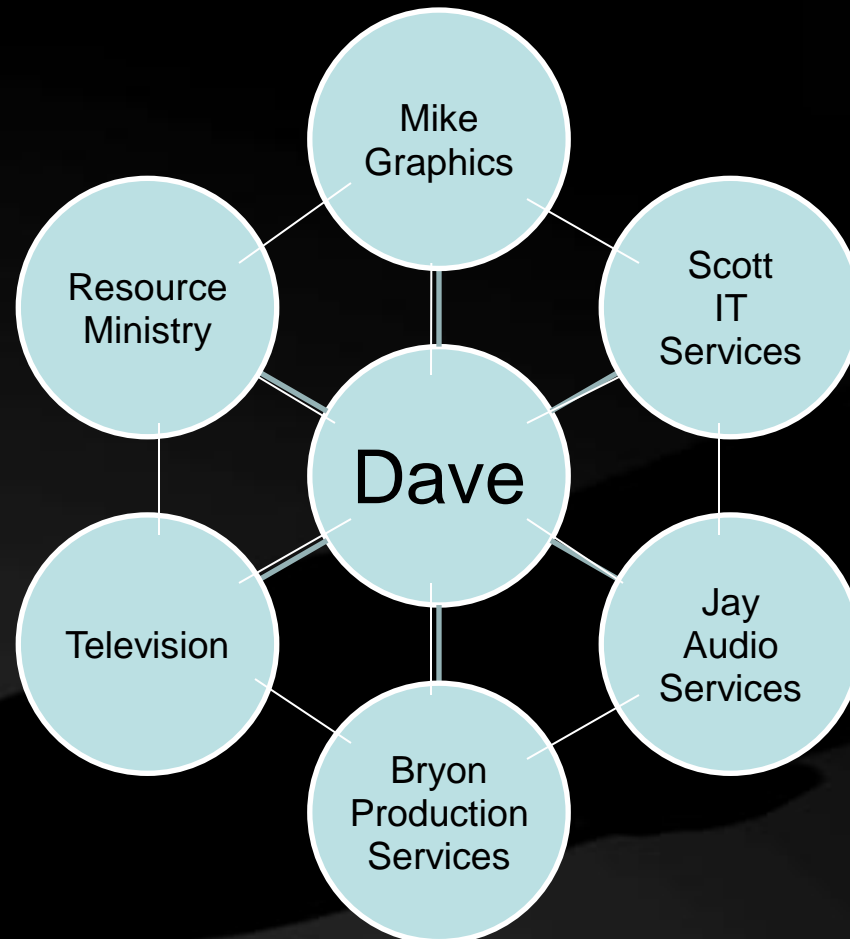 Mike
Graphics
Scott
IT
Services
Jay
Audio
Services
Bryon
Production
Services
Television
Resource
Ministry
Dave